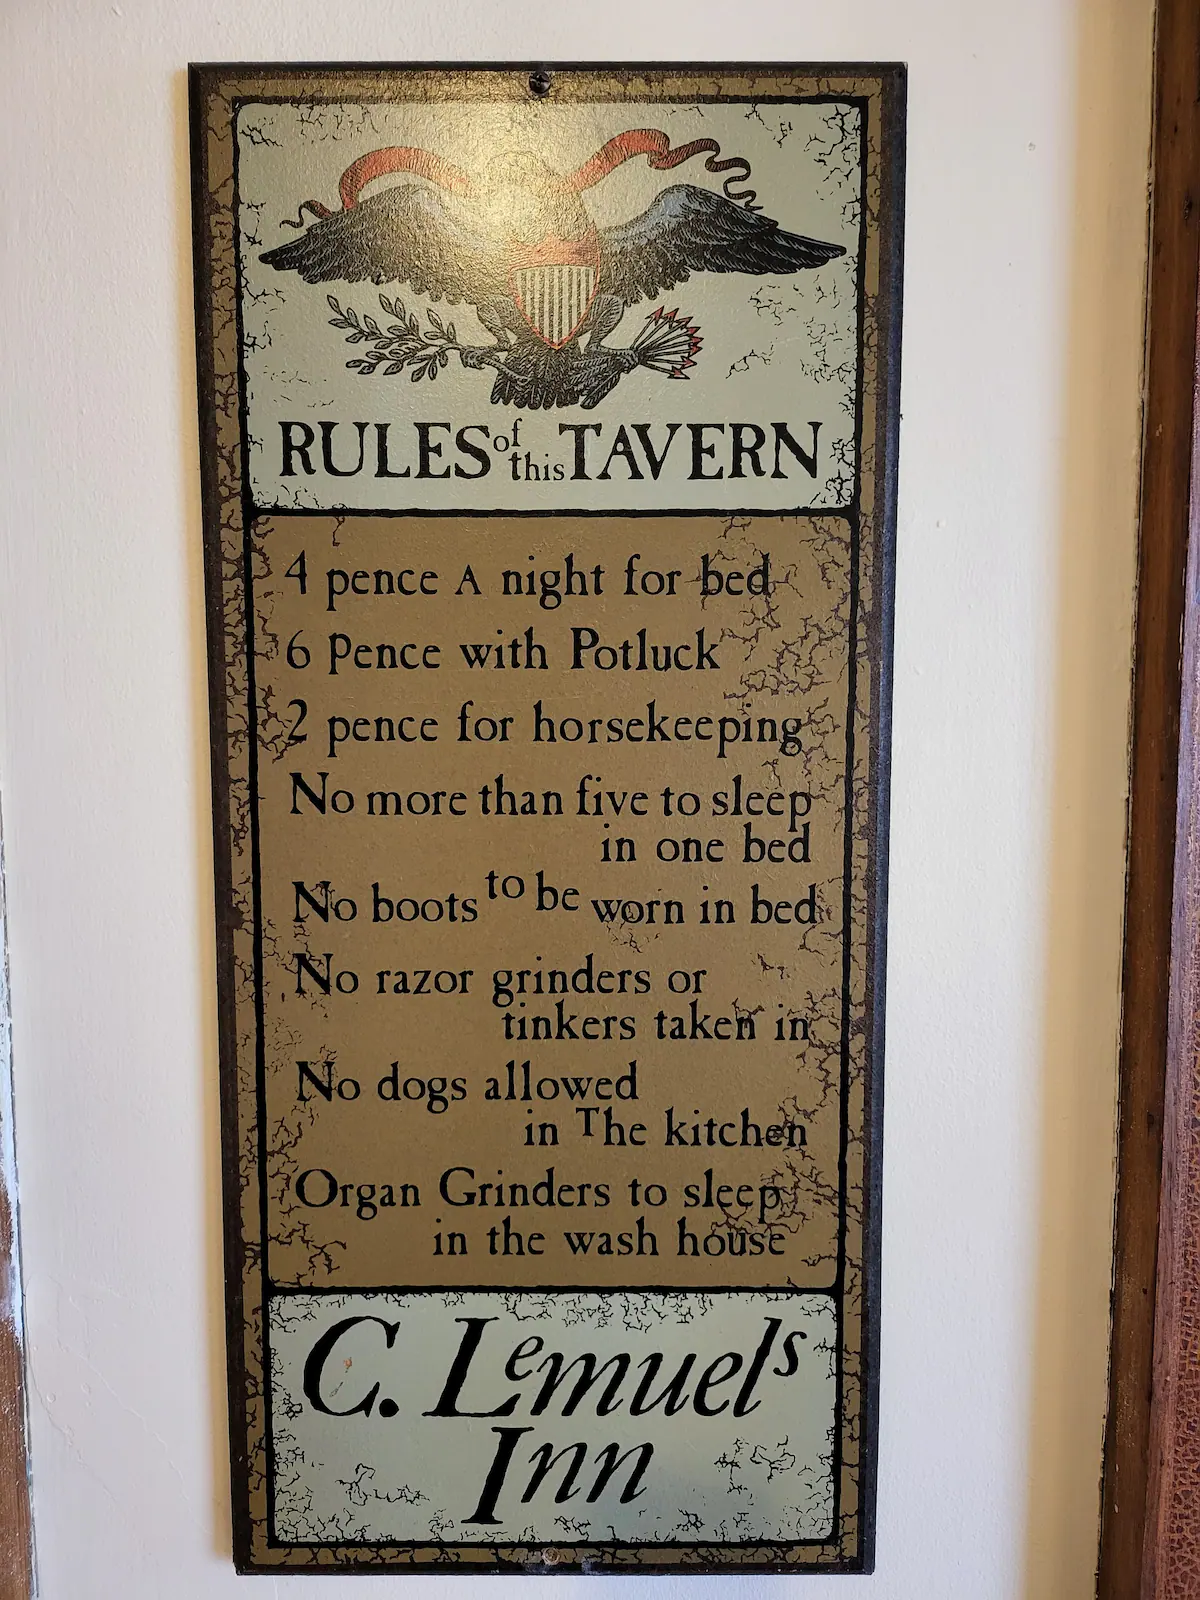 RULES of this TAVERN
4 pence A night for bed
6 Pence with Potluck
2 pence for horsekeeping
No more than five to sleep
in one bed
No boots to be worn in bed
No razor grinders or
tinkers taken in
No dogs allowed
in The kitchen
Organ Grinders to sleep
in the wash house
C. Lemuels
Inn